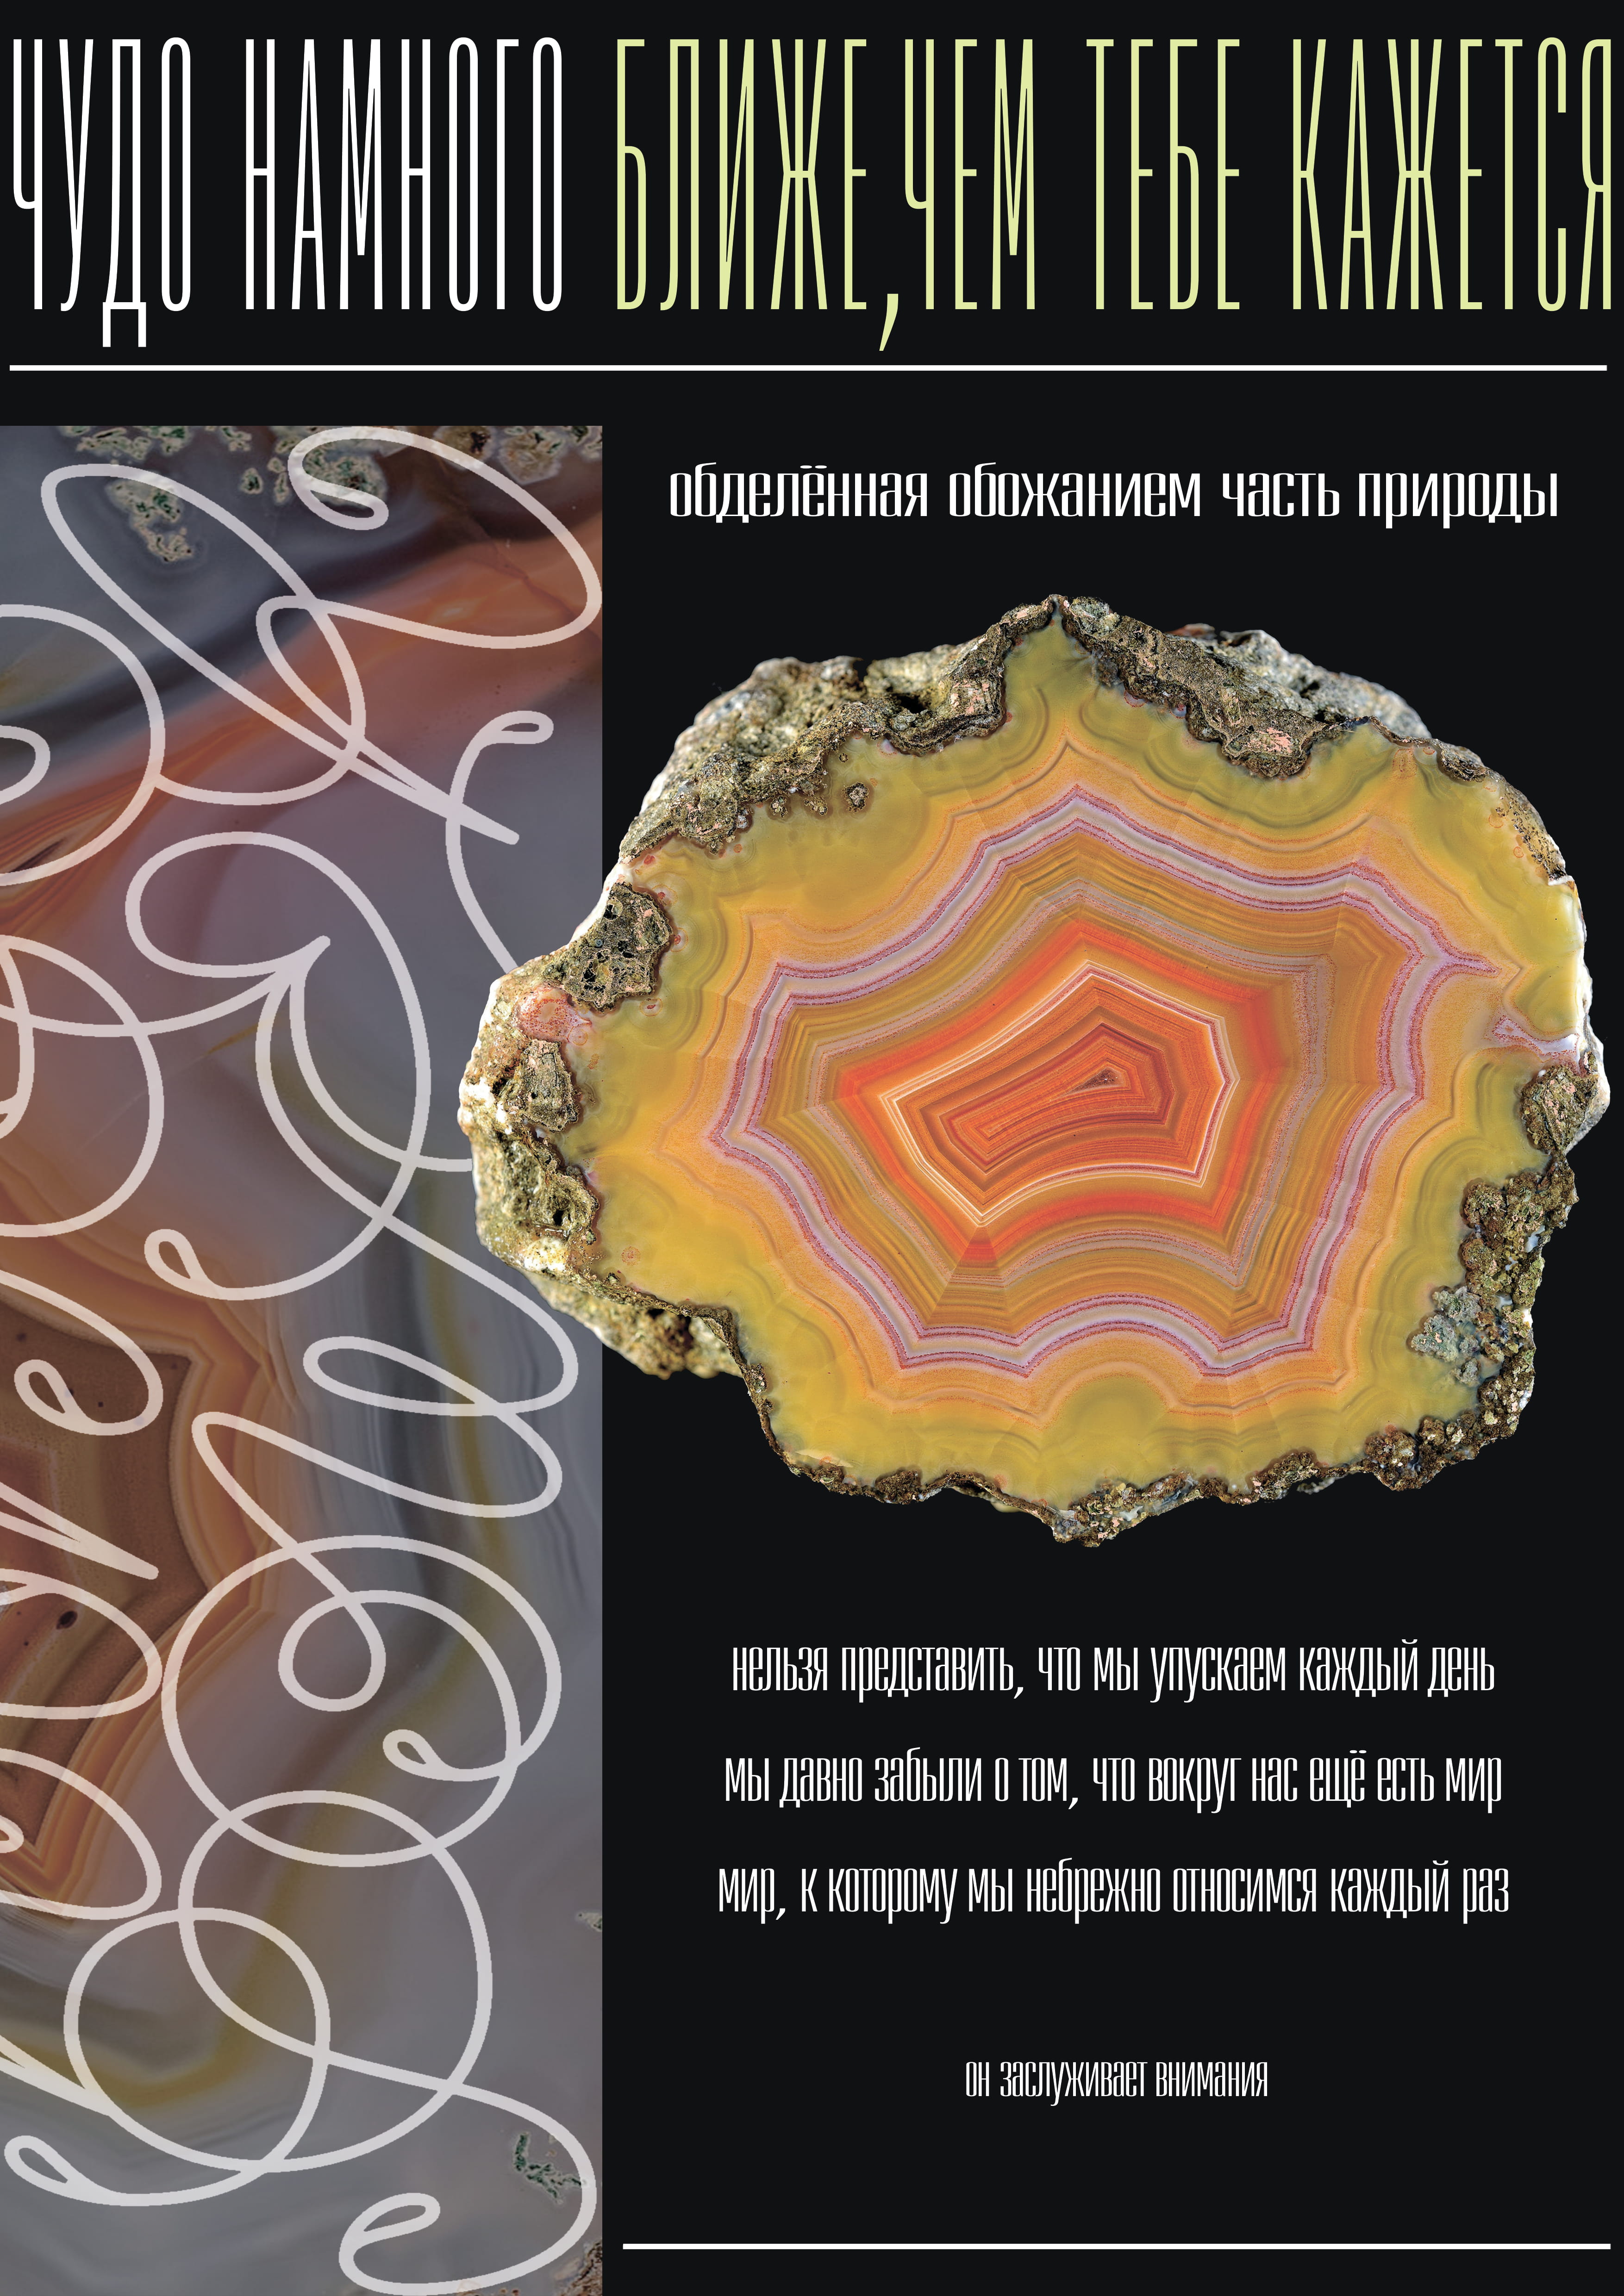 ЧУДО НАМНОГО БЛИЖЕ,ЧЕМ ТЕБЕ КАЖЕТСЯ
обделённая обожанием часть природы
нельзя представить, что мы упускаем каждый день
мы давно забыли о том, что вокруг нас ещё есть мир
мир, к которому мы небрежно относимся каждый раз
он заслуживает внимания